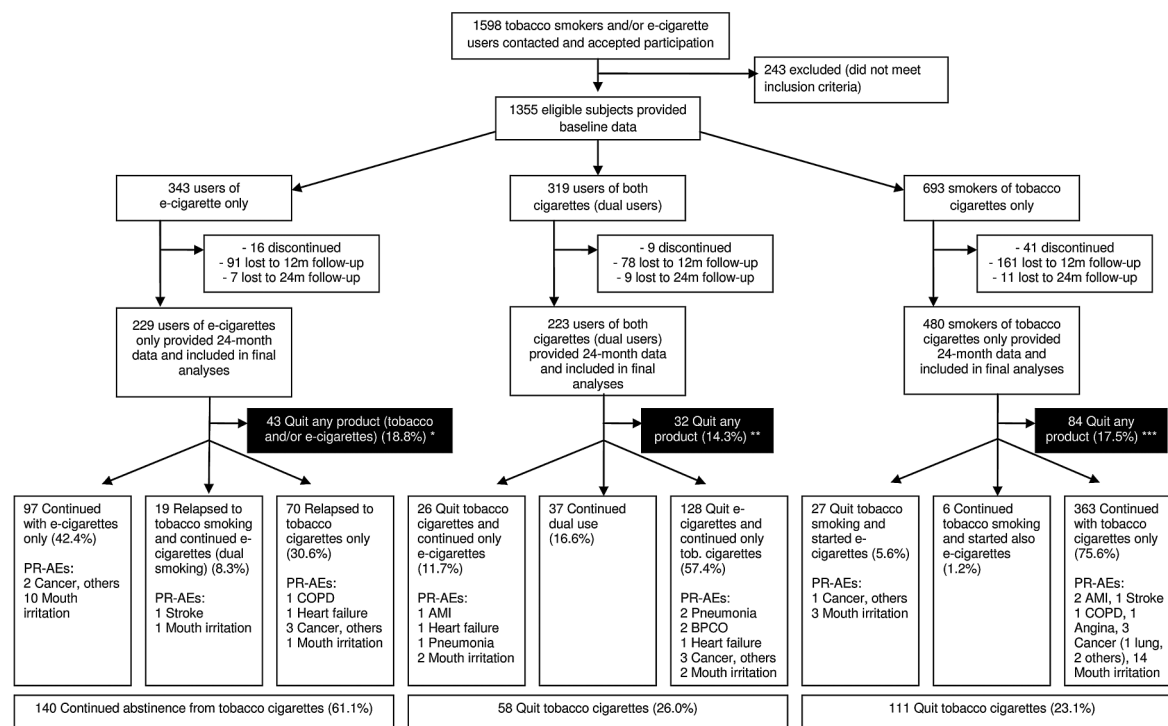 1598 tobacco smokers and/or e-cigarette
users contacted and accepted participation
243 excluded (did not meet
inclusion criteria)
1355 eligible subjects provided
baseline data
343 users of
e-cigarette only
319 users of both
cigarettes (dual users)
693 smokers of tobacco
cigarettes only
- 16 discontinued
- 91 lost to 12m follow-up
- 7 lost to 24m follow-up
- 9 discontinued
- 78 lost to 12m follow-up
- 9 lost to 24m follow-up
- 41 discontinued
- 161 lost to 12m follow-up
- 11 lost to 24m follow-up
229 users of e-cigarettes
only provided 24-month
data and included in final
analyses
223 users of both
cigarettes (dual users)
provided 24-month data
and included in final
analyses
480 smokers of tobacco
cigarettes only provided
24-month data and
included in final analyses
43 Quit any product (tobacco
and/or e-cigarettes) (18.8%) *
32 Quit any
product (14.3%) **
84 Quit any
product (17.5%) ***
97 Continued
with e-cigarettes
only (42.4%)
PR-AEs:
2 Cancer, others
10 Mouth
irritation
19 Relapsed to
tobacco smoking
and continued e-
cigarettes (dual
smoking) (8.3%)
PR-AEs:
1 Stroke
1 Mouth irritation
70 Relapsed to
tobacco
cigarettes only
(30.6%)
PR-AEs:
1 COPD
1 Heart failure
3 Cancer, others
1 Mouth irritation
26 Quit tobacco
cigarettes and
continued only
e-cigarettes
(11.7%)
PR-AEs:
1 AMI
1 Heart failure
1 Pneumonia
2 Mouth irritation
37 Continued
dual use
(16.6%)
128 Quit e-
cigarettes and
continued only
tob. cigarettes
(57.4%)
PR-AEs:
2 Pneumonia
2 BPCO
1 Heart failure
3 Cancer, others
2 Mouth irritation
27 Quit tobacco
smoking and
started e-
cigarettes (5.6%)
PR-AEs:
1 Cancer, others
3 Mouth irritation
6 Continued
tobacco smoking
and started also
e-cigarettes
(1.2%)
363 Continued
with tobacco
cigarettes only
(75.6%)
PR-AEs:
2 AMI, 1 Stroke
1 COPD, 1
Angina, 3
Cancer (1 lung,
2 others), 14
Mouth irritation
140 Continued abstinence from tobacco cigarettes (61.1%)
58 Quit tobacco cigarettes (26.0%)
111 Quit tobacco cigarettes (23.1%)